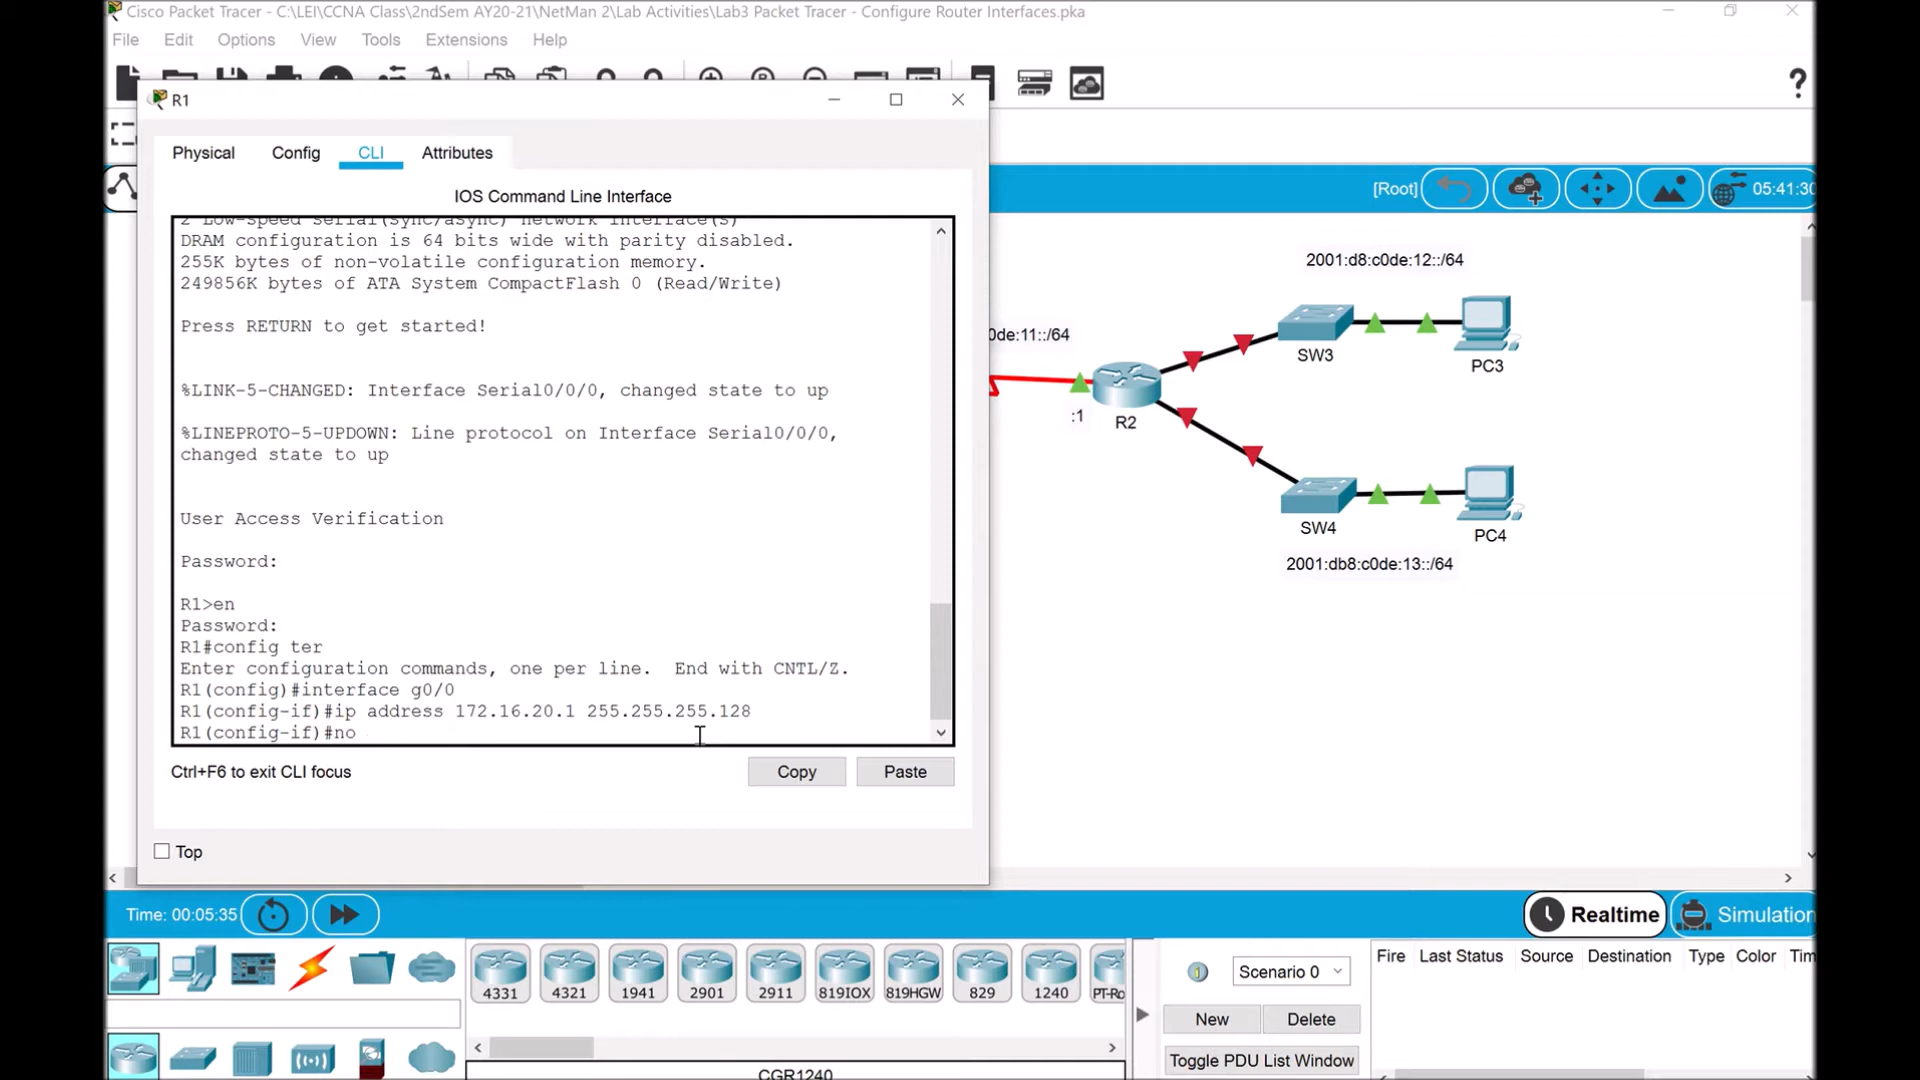 Cisco Packet Tracer - C:\LEI\CCNA Class\2ndSem AY20-21\NetMan 2\Lab Activities\Lab3 Packet Tracer - Configure Router Interfaces.pka
File Edit Options View Tools Extensions Help
R1
?
Physical Config CLI Attributes
[Root]
05:41:30
IOS Command Line Interface
2 Low-speed serial(sync/async) network interface(s)
DRAM configuration is 64 bits wide with parity disabled.
255K bytes of non-volatile configuration memory.
249856K bytes of ATA System CompactFlash 0 (Read/Write)
Press RETURN to get started!
%LINK-5-CHANGED: Interface Serial0/0/0, changed state to up
%LINEPROTO-5-UPDOWN: Line protocol on Interface Serial0/0/0,
changed state to up
User Access Verification
Password:
R1>en
Password:
R1#config ter
Enter configuration commands, one per line.  End with CNTL/Z.
R1(config)#interface g0/0
R1(config-if)#ip address 172.16.20.1 255.255.255.128
R1(config-if)#no
Ctrl+F6 to exit CLI focus
Copy Paste
Top
2001:d8:c0de:12::/64
0de:11::/64
SW3
PC3
:1
R2
SW4
PC4
2001:db8:c0de:13::/64
Time: 00:05:35
Realtime
Simulation
4331 4321 1941 2901 2911 819IOX 819HGW 829 1240 PT-Ro
CGR1240
Scenario 0
New Delete
Toggle PDU List Window
Fire Last Status Source Destination Type Color Tim